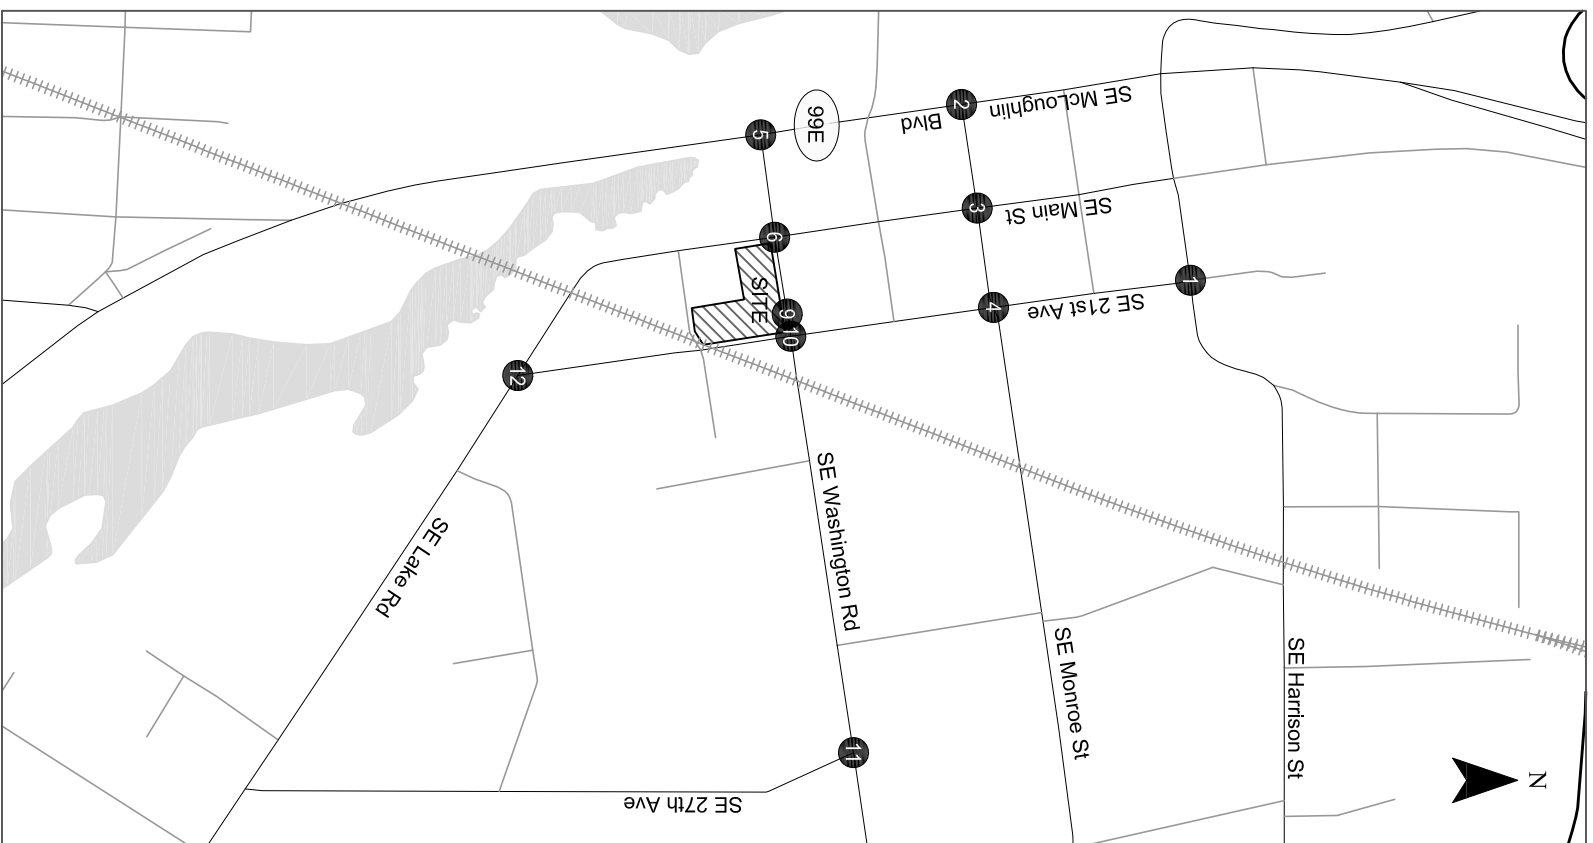 SE McLoughlin
Blvd
99E
2
5
SE Main St
3
6
1
SE 21st Ave
4
SITE
9
10
12
SE Washington Rd
SE Lake Rd
SE Monroe St
SE Harrison St
11
SE 27th Ave
N